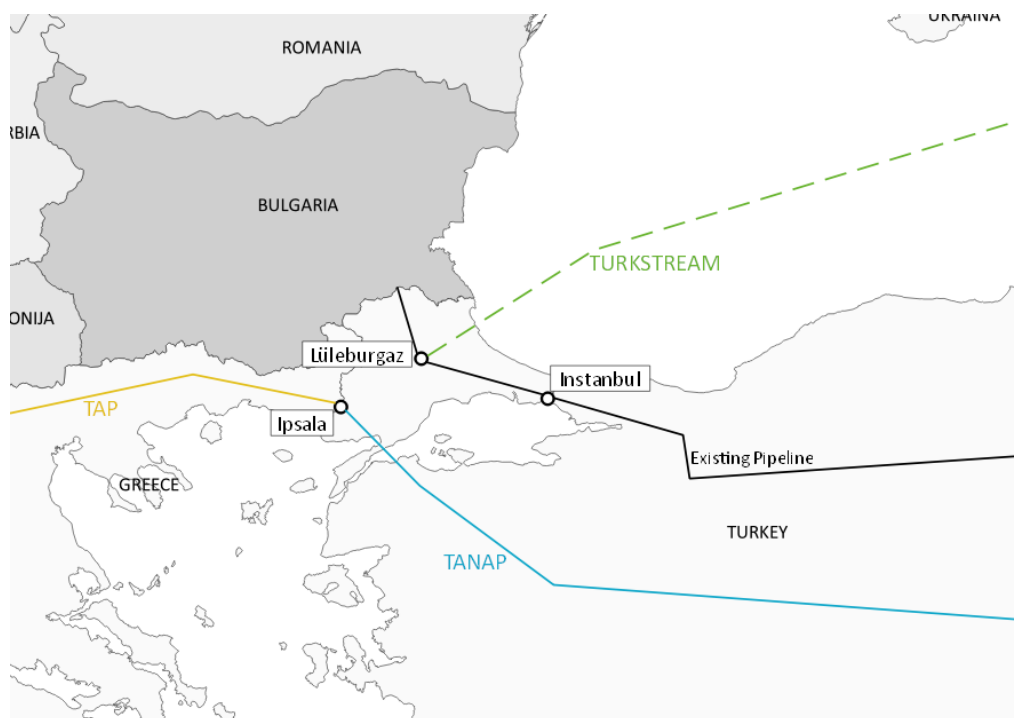 UKRAINA
ROMANIA
RBIA
BULGARIA
TURKSTREAM
ONIJA
Lüleburgaz
Instanbul
TAP
Ipsala
Existing Pipeline
GREECE
TURKEY
TANAP